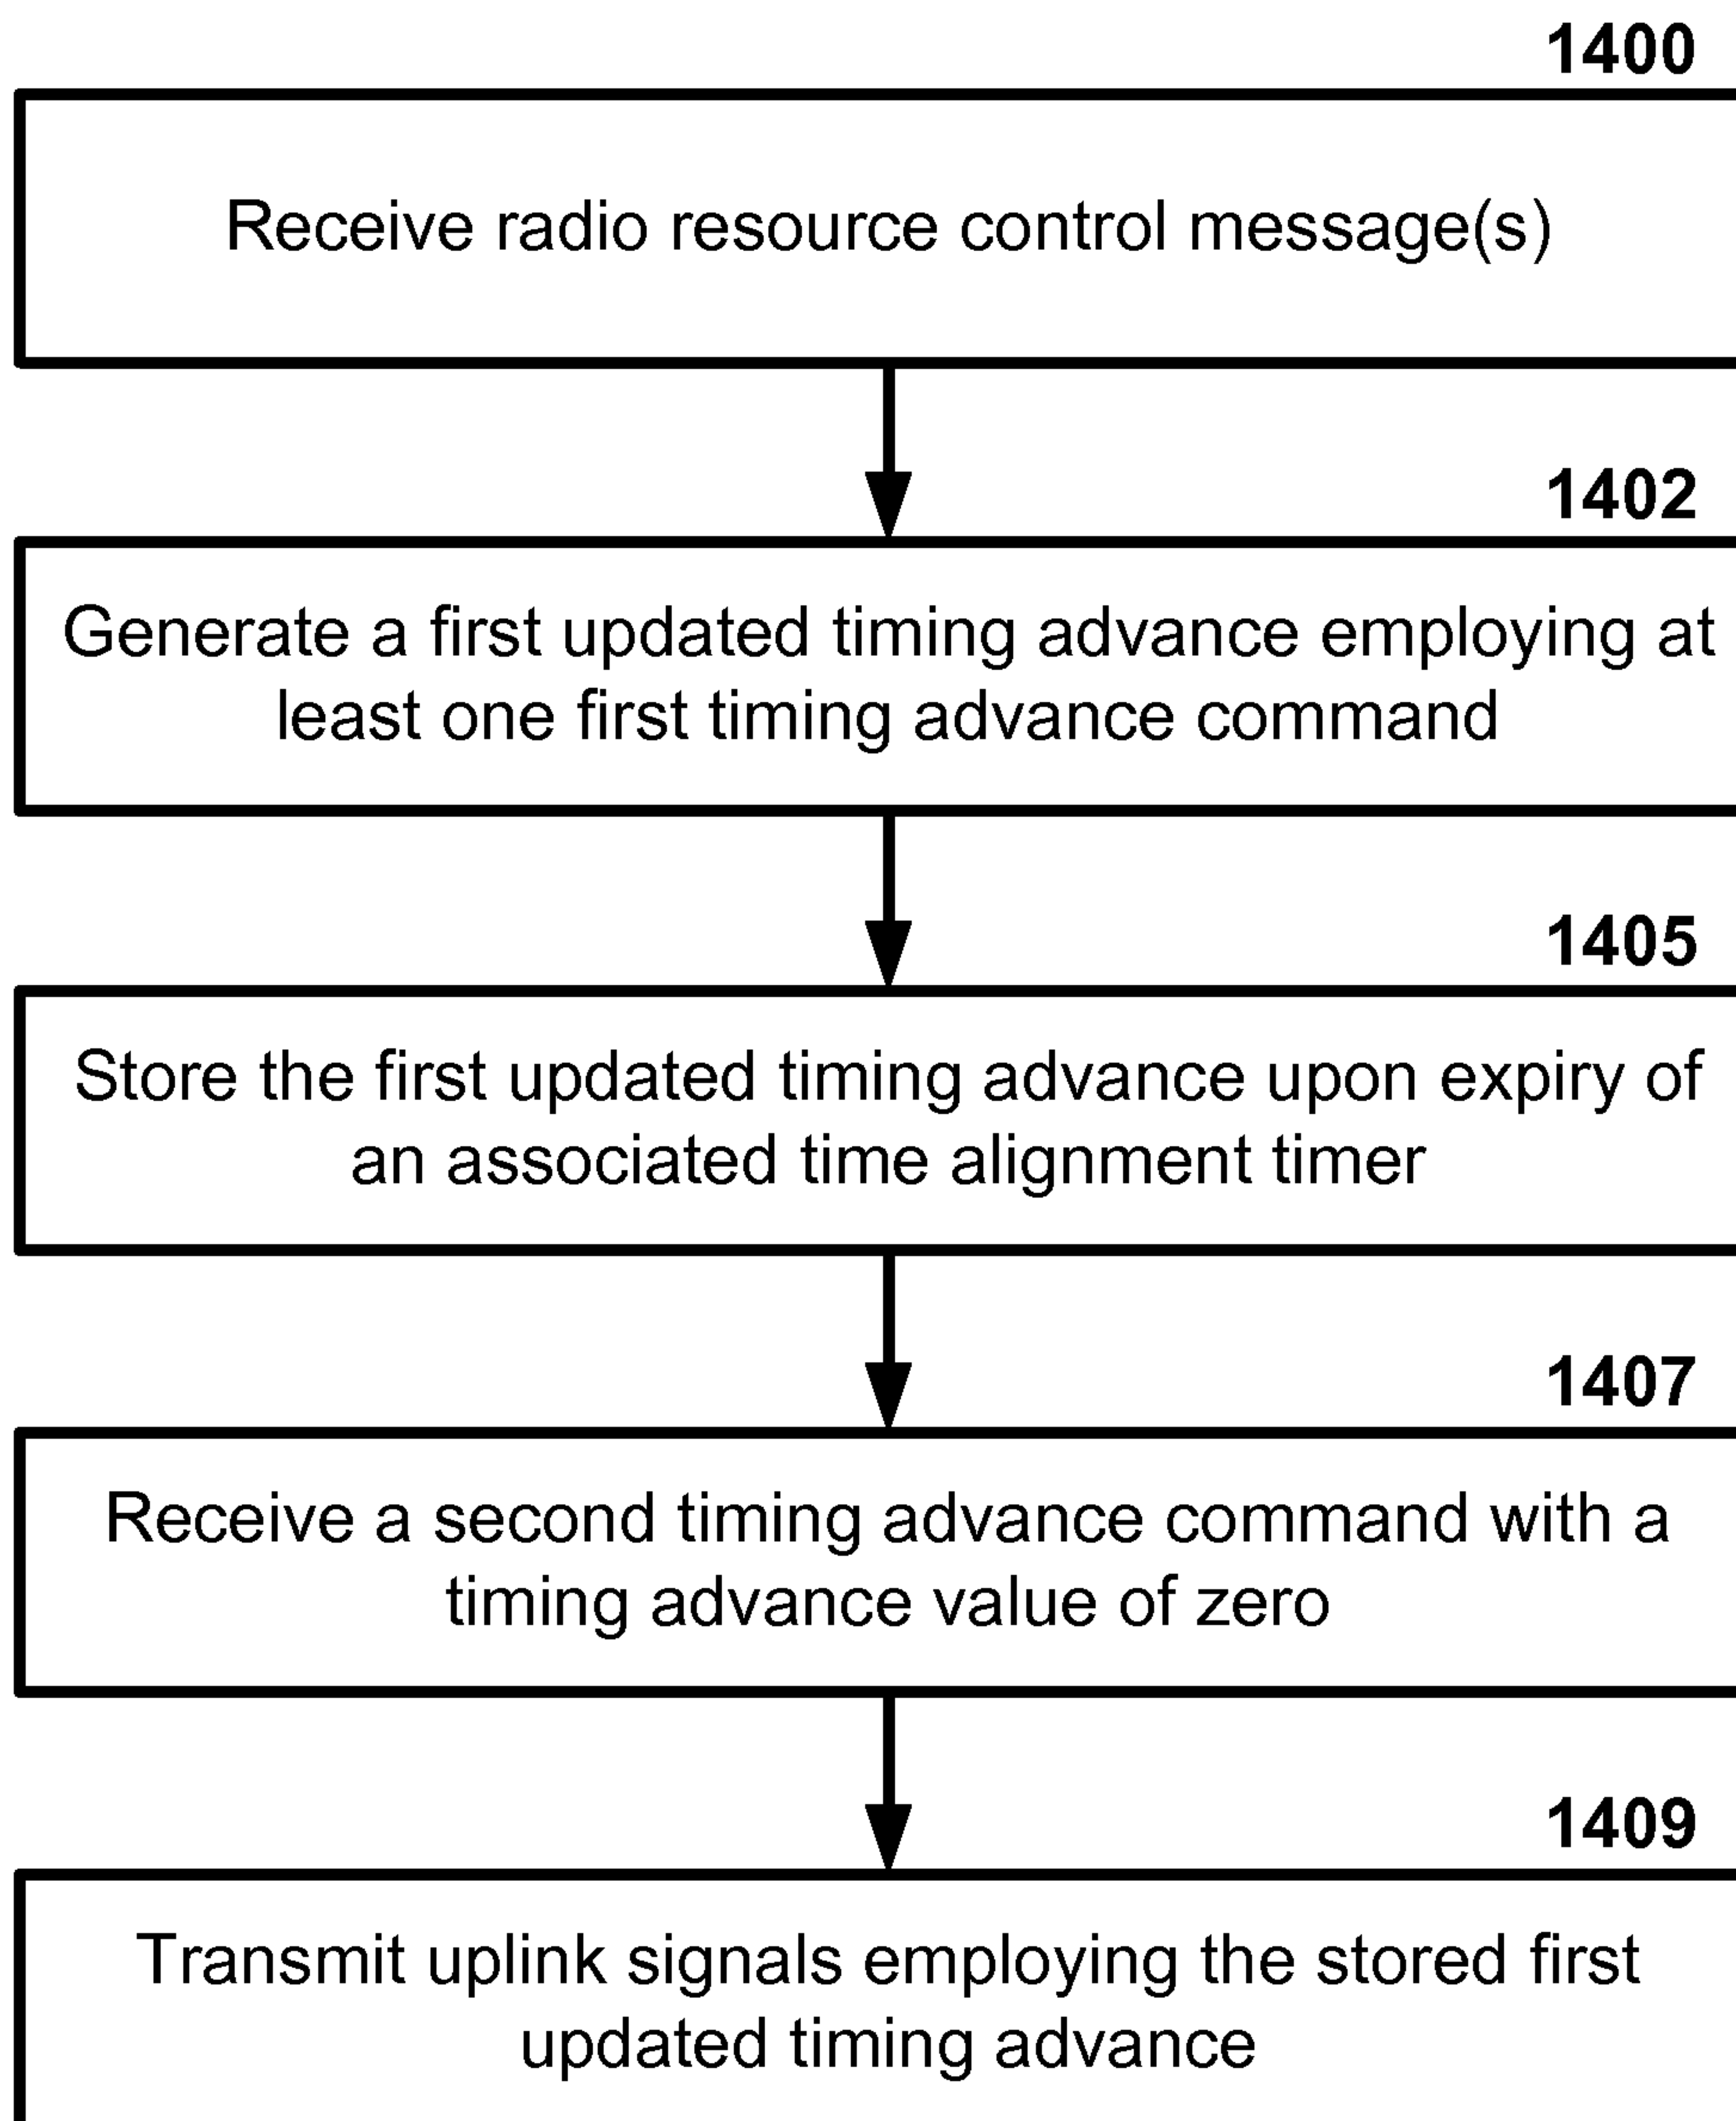 1400
Receive radio resource control message(s)
1402
Generate a first updated timing advance employing at
least one first timing advance command
1405
Store the first updated timing advance upon expiry of
an associated time alignment timer
1407
Receive a second timing advance command with a
timing advance value of zero
1409
Transmit uplink signals employing the stored first
updated timing advance